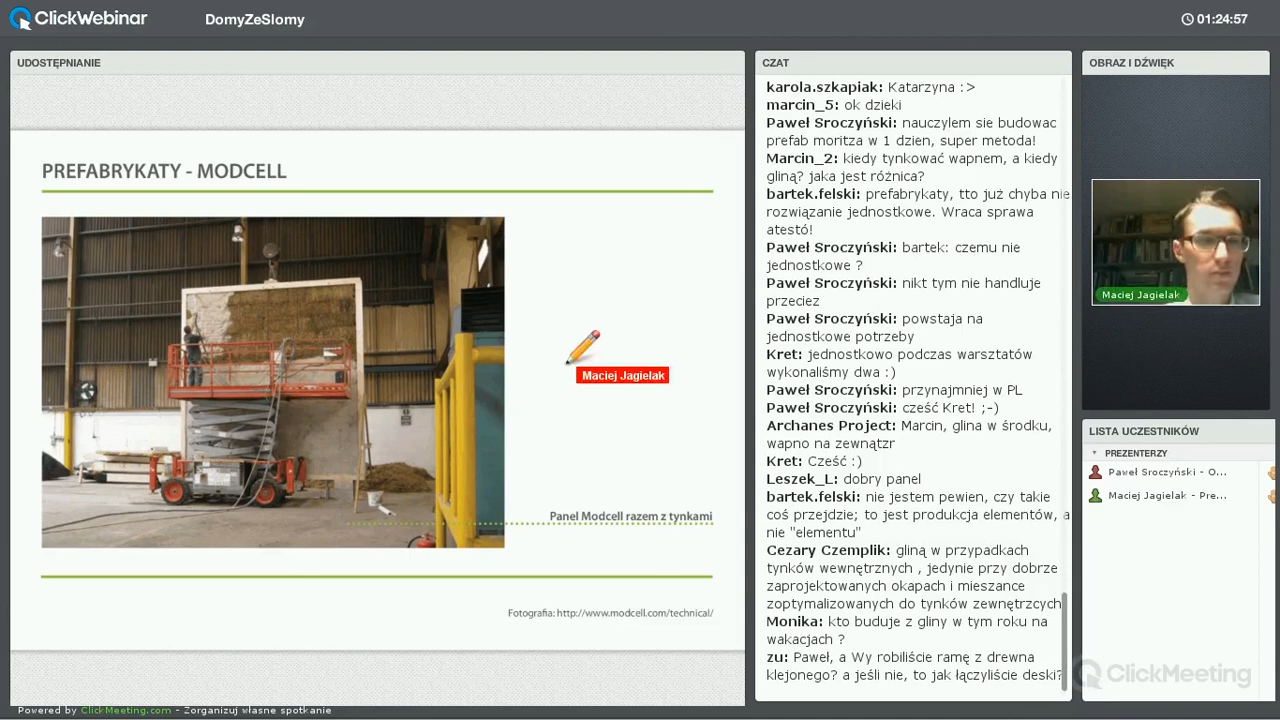 ClickWebinar
DomyZeSlomy
01:24:57
UDOSTĘPNIANIE
PREFABRYKATY - MODCELL
Maciej Jagielak
Panel Modcell razem z tynkami
Fotografia: http://www.modcell.com/technical/
CZAT
karola.szkapiak: Katarzyna :>
marcin_5: ok dzieki
Paweł Sroczyński: nauczylem sie budowac
prefab moritza w 1 dzien, super metoda!
Marcin_2: kiedy tynkować wapnem, a kiedy
gliną? jaka jest różnica?
bartek.felski: prefabrykaty, tto już chyba nie
rozwiązanie jednostkowe. Wraca sprawa
atestó!
Paweł Sroczyński: bartek: czemu nie
jednostkowe ?
Paweł Sroczyński: nikt tym nie handluje
przeciez
Paweł Sroczyński: powstaja na
jednostkowe potrzeby
Kret: jednostkowo podczas warsztatów
wykonaliśmy dwa :)
Paweł Sroczyński: przynajmniej w PL
Paweł Sroczyński: cześć Kret! ;-)
Archanes Project: Marcin, glina w środku,
wapno na zewnątzr
Kret: Cześć :)
Leszek_L: dobry panel
bartek.felski: nie jestem pewien, czy takie
coś przejdzie; to jest produkcja elementów, a
nie "elementu"
Cezary Czemplik: gliną w przypadkach
tynków wewnętrznych , jedynie przy dobrze
zaprojektowanych okapach i mieszance
zoptymalizowanych do tynków zewnętrzcych
Monika: kto buduje z gliny w tym roku na
wakacjach ?
zu: Paweł, a Wy robiliście ramę z drewna
klejonego? a jeśli nie, to jak łączyliście deski?
OBRAZ I DŹWIĘK
Maciej Jagielak
LISTA UCZESTNIKÓW
PREZENTERZY
Paweł Sroczyński - O...
Maciej Jagielak - Pre...
ClickMeeting
Powered by ClickMeeting.com - Zorganizuj własne spotkanie